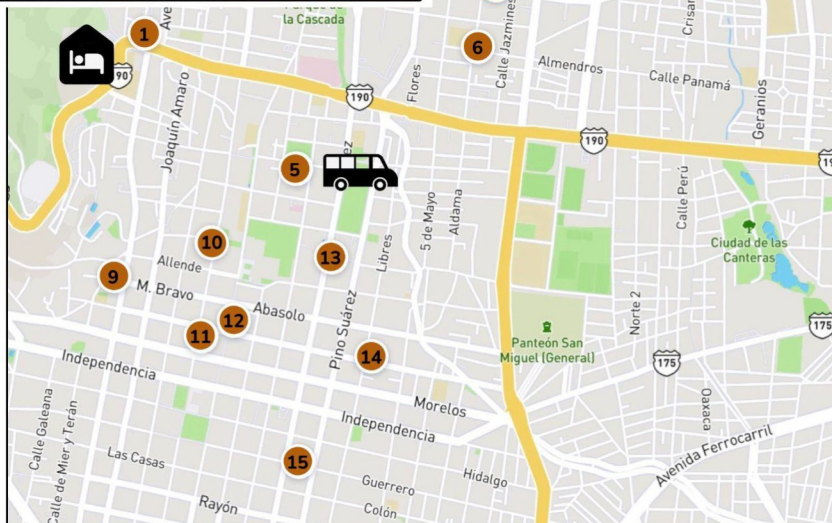 1
Ave
Parque de
la Cascada
6
Calle Jazmines
Crisan
90
Joaquín Amaro
190
Flores
Almendros
Calle Panamá
Geranios
190
19
5
ez
5 de Mayo
Aldama
Calle Perú
10
Allende
13
Libres
Ciudad de las
Canteras
9
M. Bravo
Abasolo
12
11
Pino Suárez
14
Norte 2
Panteón San
Miguel (General)
175
175
Independencia
Morelos
Independencia
Oaxaca
Avenida Ferrocarril
Calle Galeana
Calle de Mier y Terán
Las Casas
15
Guerrero
Hidalgo
Rayón
Colón